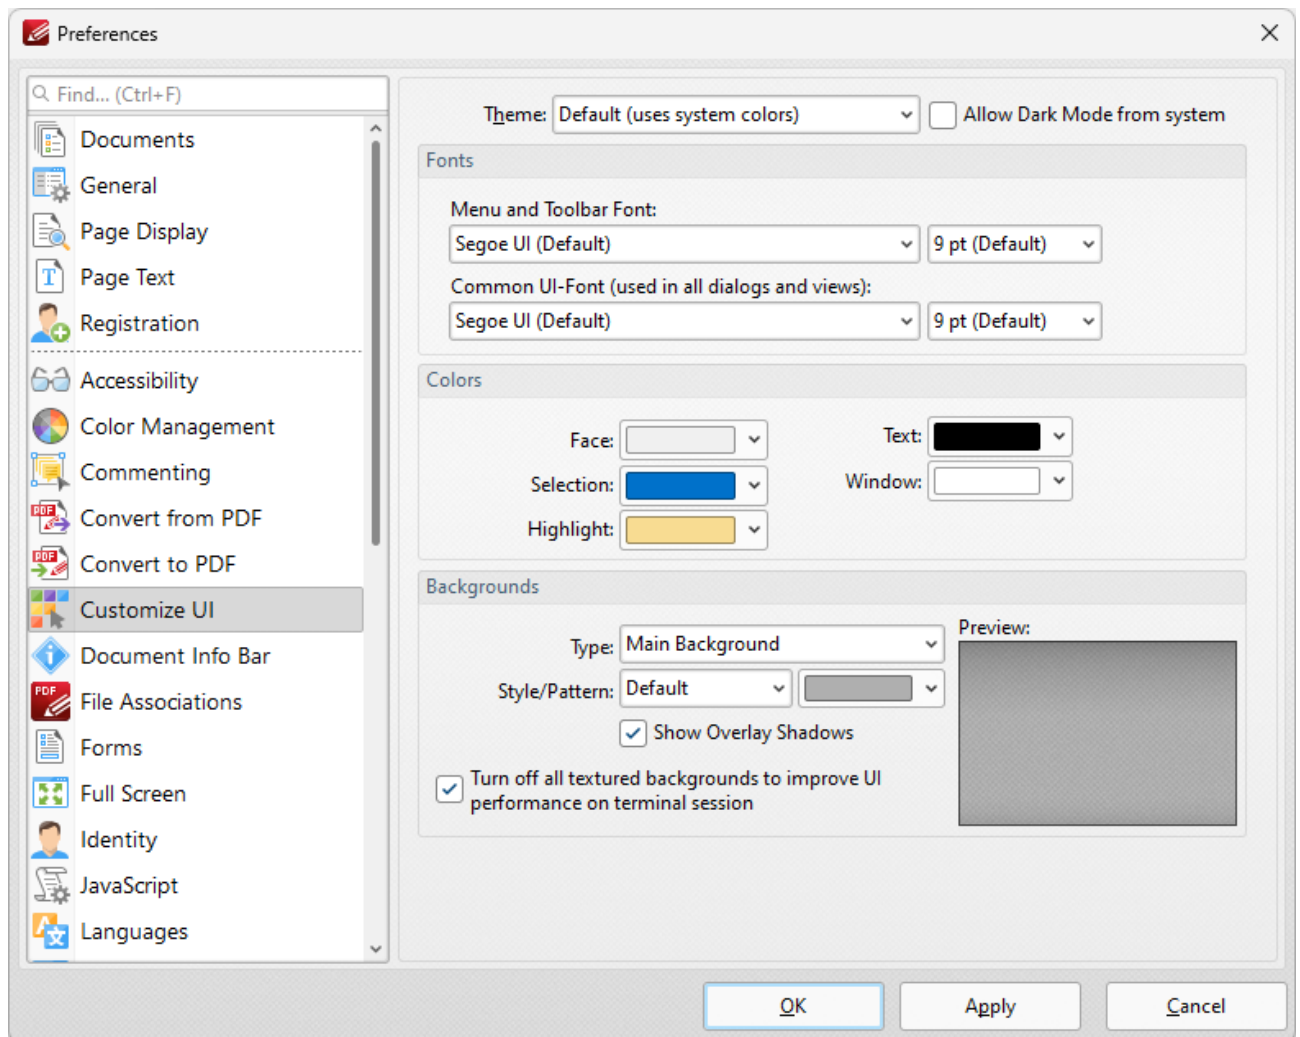 Preferences
Find... (Ctrl+F)
Documents
General
Page Display
Page Text
Registration
Accessibility
Color Management
Commenting
PDF
Convert from PDF
PDF
Convert to PDF
Customize UI
Document Info Bar
PDF
File Associations
Forms
Full Screen
Identity
JavaScript
Languages
Theme: Default (uses system colors) Allow Dark Mode from system
Fonts
Menu and Toolbar Font:
Segoe UI (Default) 9 pt (Default)
Common UI-Font (used in all dialogs and views):
Segoe UI (Default) 9 pt (Default)
Colors
Face: Text:
Selection: Window:
Highlight:
Backgrounds
Type: Main Background Preview:
Style/Pattern: Default
Show Overlay Shadows
Turn off all textured backgrounds to improve UI
performance on terminal session
OK Apply Cancel